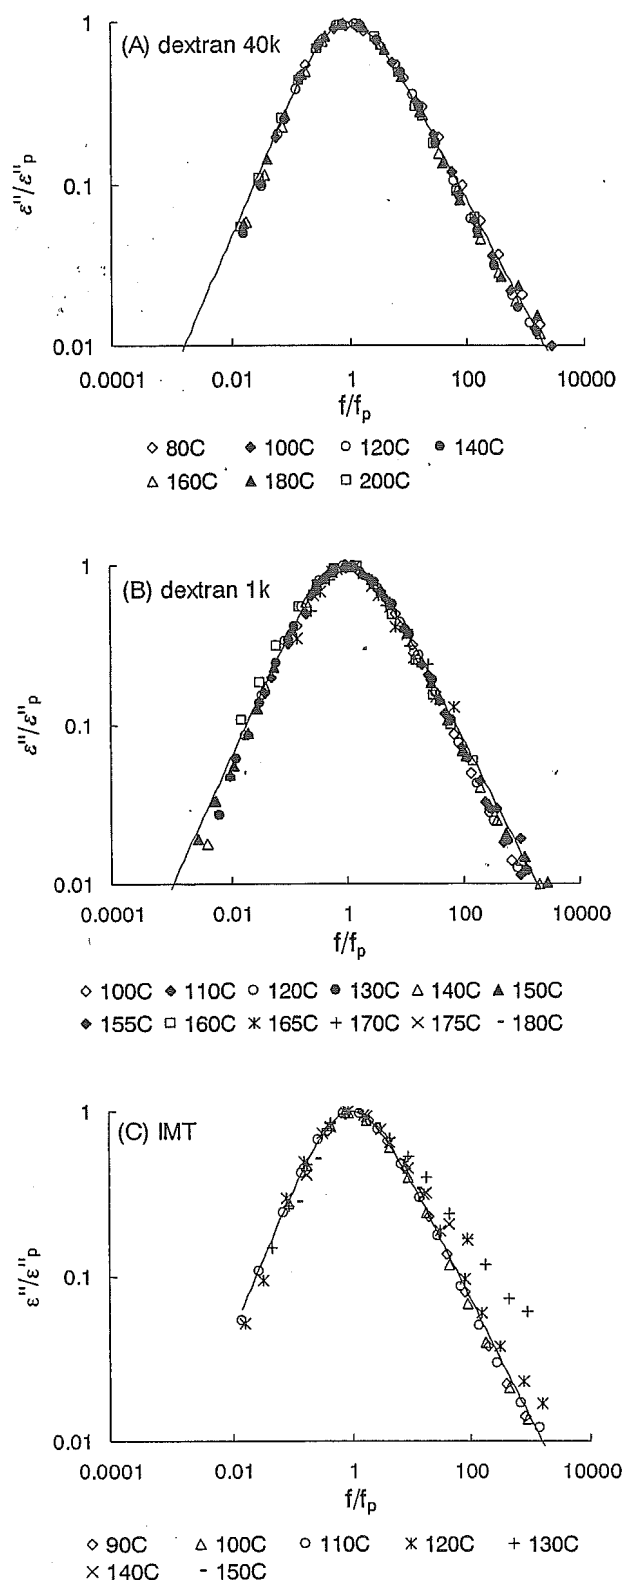 (A) dextran 40k
1
0.1
0.01
ε''/ε''p
0.0001 0.01 1 100 10000
f/fp
◇ 80C ◆ 100C ○ 120C ● 140C
△ 160C ▲ 180C □ 200C
(B) dextran 1k
1
0.1
0.01
ε''/ε''p
0.0001 0.01 1 100 10000
f/fp
◇ 100C ◆ 110C ○ 120C ● 130C △ 140C ▲ 150C
◆ 155C □ 160C ✳ 165C + 170C × 175C - 180C
(C) IMT
1
0.1
0.01
ε''/ε''p
0.0001 0.01 1 100 10000
f/fp
◇ 90C △ 100C ○ 110C ✳ 120C + 130C
× 140C - 150C